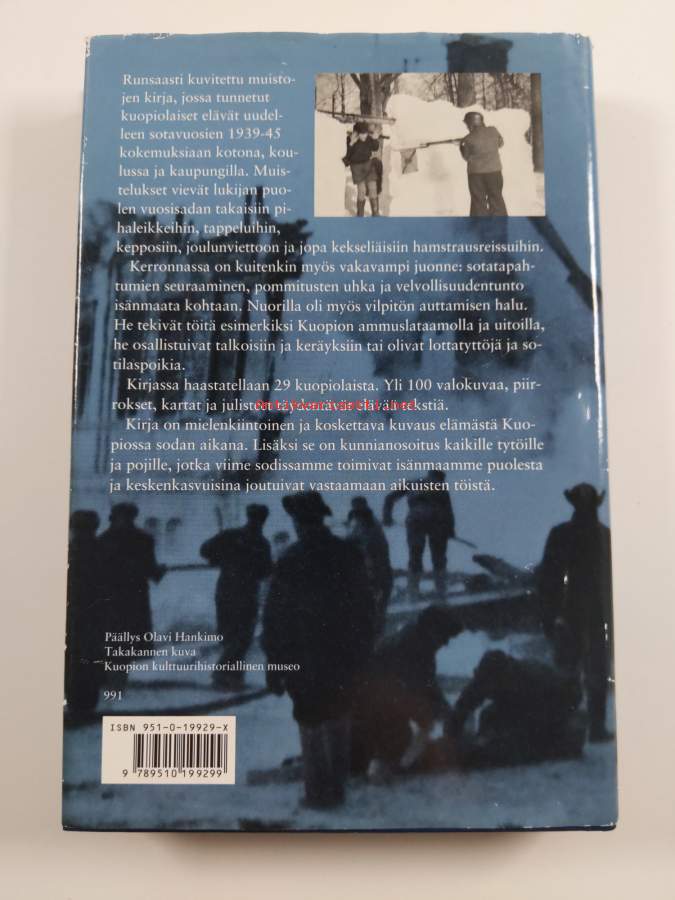 Runsaasti kuvitettu muisto-
jen kirja, jossa tunnetut
kuopiolaiset elävät uudel-
leen sotavuosien 1939-45
kokemuksiaan kotona, kou-
lussa ja kaupungilla. Muis-
telukset vievät lukijan puo-
len vuosisadan takaisiin pi-
haleikkeihin, tappeluihin,
kepposiin, joulunviettoon ja jopa kekseliäisiin hamstrausreissuihin.
Kerronnassa on kuitenkin myös vakavampi juonne: sotatapah-
tumien seuraaminen, pommitusten uhka ja velvollisuudentunto
isänmaata kohtaan. Nuorilla oli myös vilpitön auttamisen halu.
He tekivät töitä esimerkiksi Kuopion ammuslataamolla ja uitoilla,
he osallistuivat talkoisiin ja keräyksiin tai olivat lottatyttöjä ja so-
tilaspoikia.
Kirjassa haastatellaan 29 kuopiolaista. Yli 100 valokuvaa, piir-
rokset, kartat ja julisteet täydentävät elävää tekstiä.
Kirja on mielenkiintoinen ja koskettava kuvaus elämästä Kuo-
piossa sodan aikana. Lisäksi se on kunnianosoitus kaikille tytöille
ja pojille, jotka viime sodissamme toimivat isänmaamme puolesta
ja keskenkasvuisina joutuivat vastaamaan aikuisten töistä.
Päällys Olavi Hankimo
Takakannen kuva
Kuopion kulttuurihistoriallinen museo
991
ISBN 951-0-19929-X
9 789510 199299